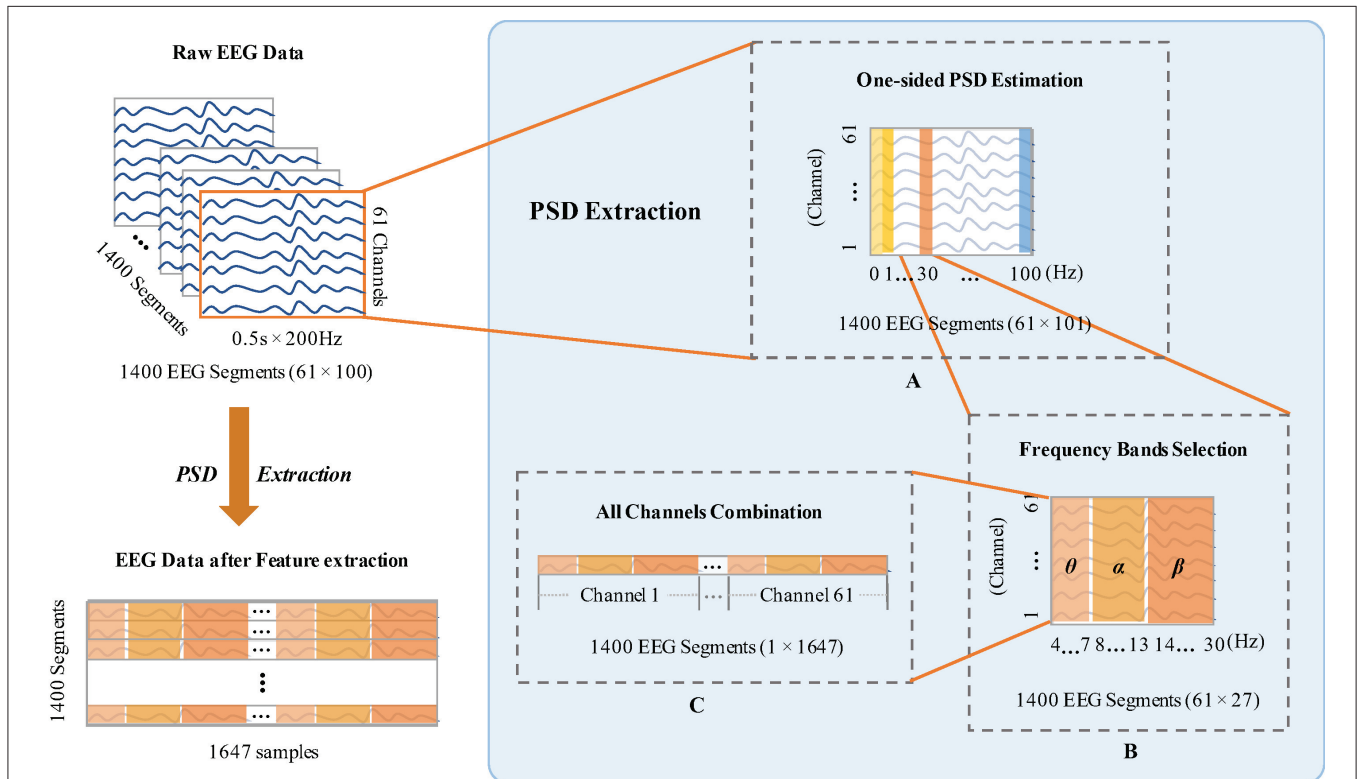 Raw EEG Data
61 Channels
...
1400 Segments
0.5s × 200Hz
1400 EEG Segments (61 × 100)
PSD Extraction
EEG Data after Feature extraction
1400 Segments
...
...
...
...
...
1647 samples
PSD Extraction
One-sided PSD Estimation
(Channel)
1 ... 61
0 1... 30 ... 100 (Hz)
1400 EEG Segments (61 × 101)
A
Frequency Bands Selection
(Channel)
1 ... 61
θ α β
4...7 8... 13 14... 30 (Hz)
1400 EEG Segments (61 × 27)
B
All Channels Combination
...
Channel 1 ... Channel 61
1400 EEG Segments (1 × 1647)
C